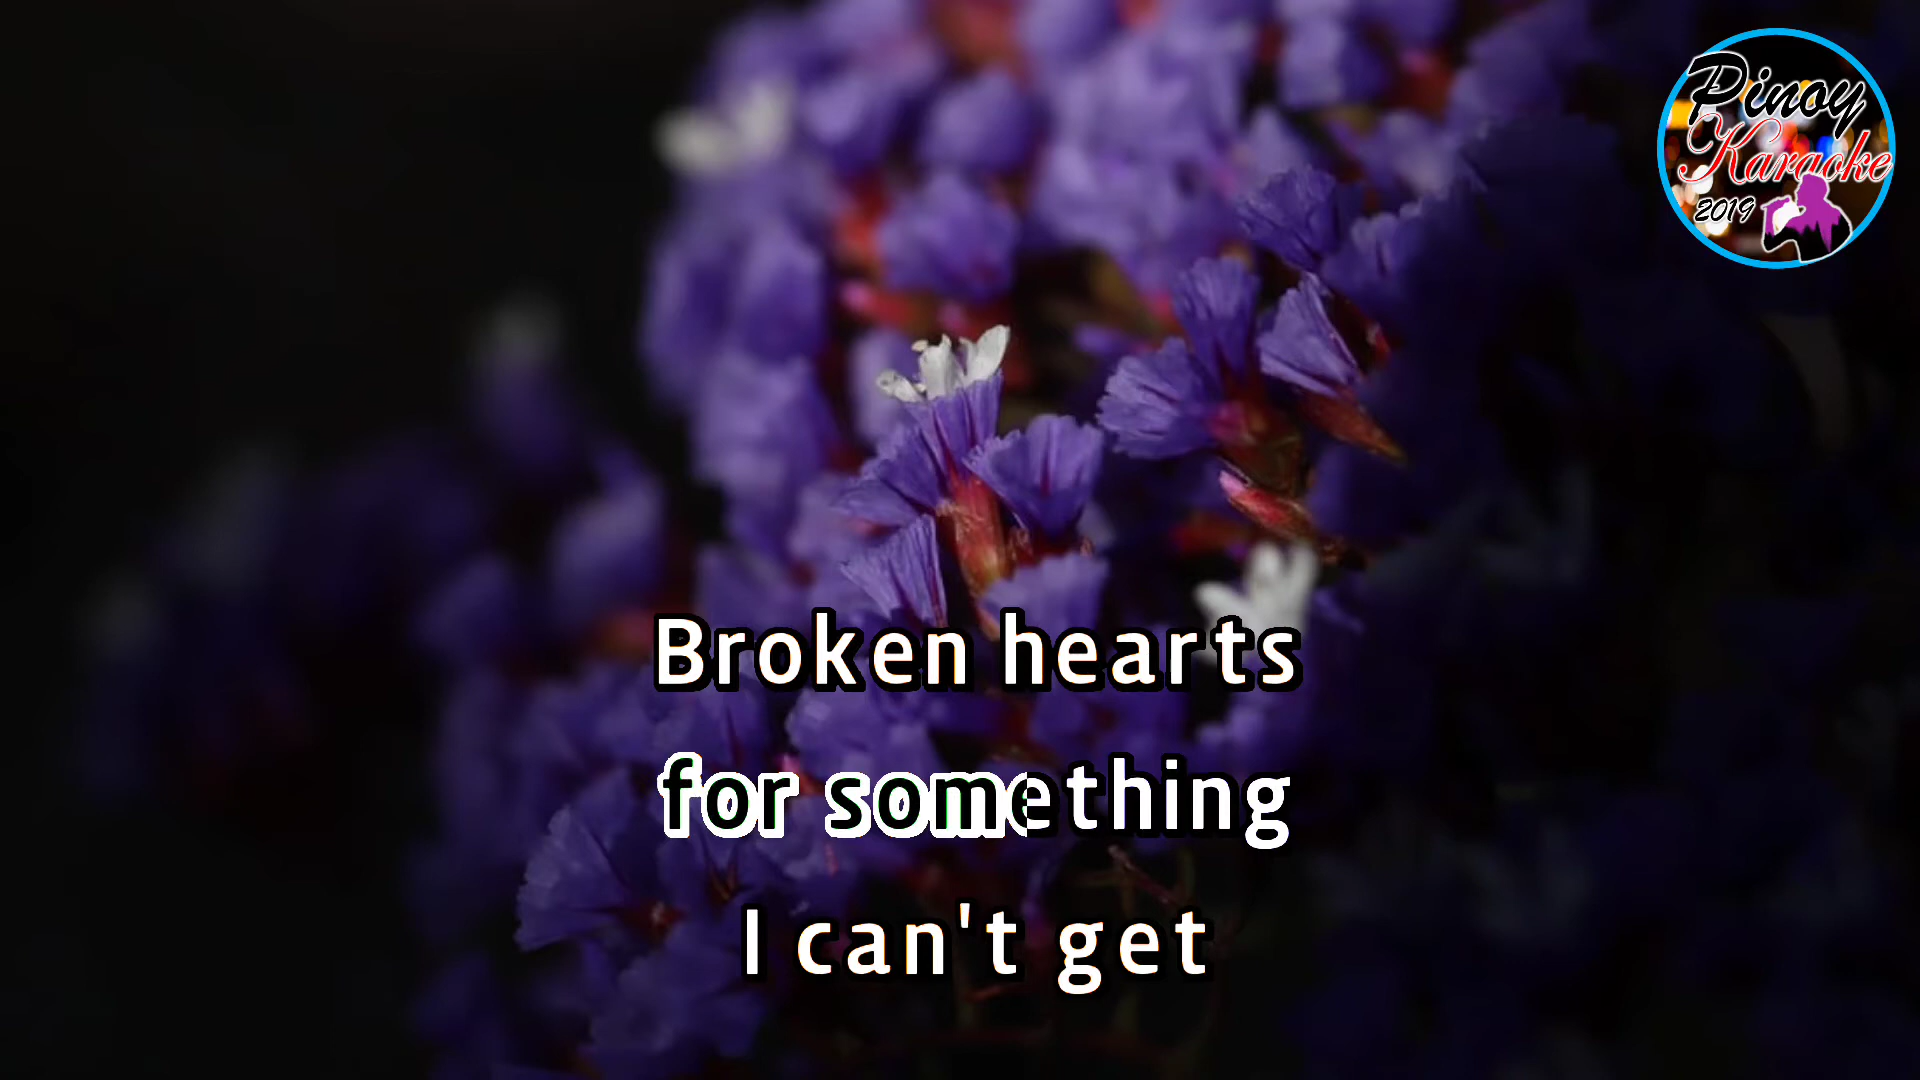 Pinoy
Karaoke
2019
Broken hearts
for something
I can't get